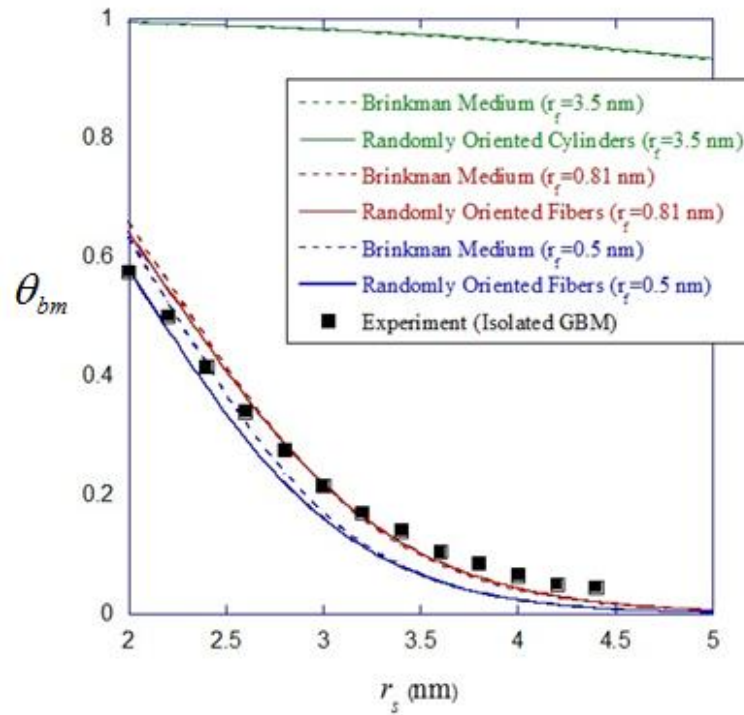 1
0.8
0.6
0.4
0.2
0
θbm
Brinkman Medium (rf=3.5 nm)
Randomly Oriented Cylinders (rf=3.5 nm)
Brinkman Medium (rf=0.81 nm)
Randomly Oriented Fibers (rf=0.81 nm)
Brinkman Medium (rf=0.5 nm)
Randomly Oriented Fibers (rf=0.5 nm)
Experiment (Isolated GBM)
2 2.5 3 3.5 4 4.5 5
rs (nm)